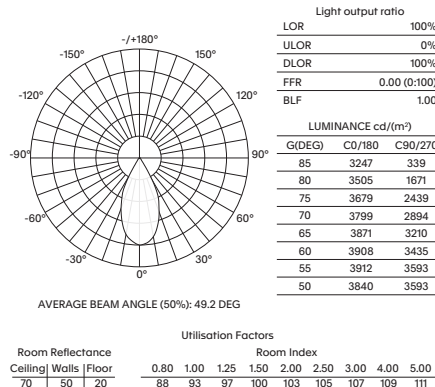 -/+180°
-150° 150°
-120° 120°
-90° 90°
-60° 60°
-30° 30°
0°
AVERAGE BEAM ANGLE (50%): 49.2 DEG
Light output ratio
LOR 100%
ULOR 0%
DLOR 100%
FFR 0.00 (0:100)
BLF 1.00
LUMINANCE cd/(m²)
G(DEG) C0/180 C90/270
85 3247 339
80 3505 1671
75 3679 2439
70 3799 2894
65 3871 3210
60 3908 3435
55 3912 3593
50 3840 3593
Utilisation Factors
Room Reflectance Room Index
Ceiling Walls Floor 0.80 1.00 1.25 1.50 2.00 2.50 3.00 4.00 5.00
70 50 20 88 93 97 100 103 105 107 109 111